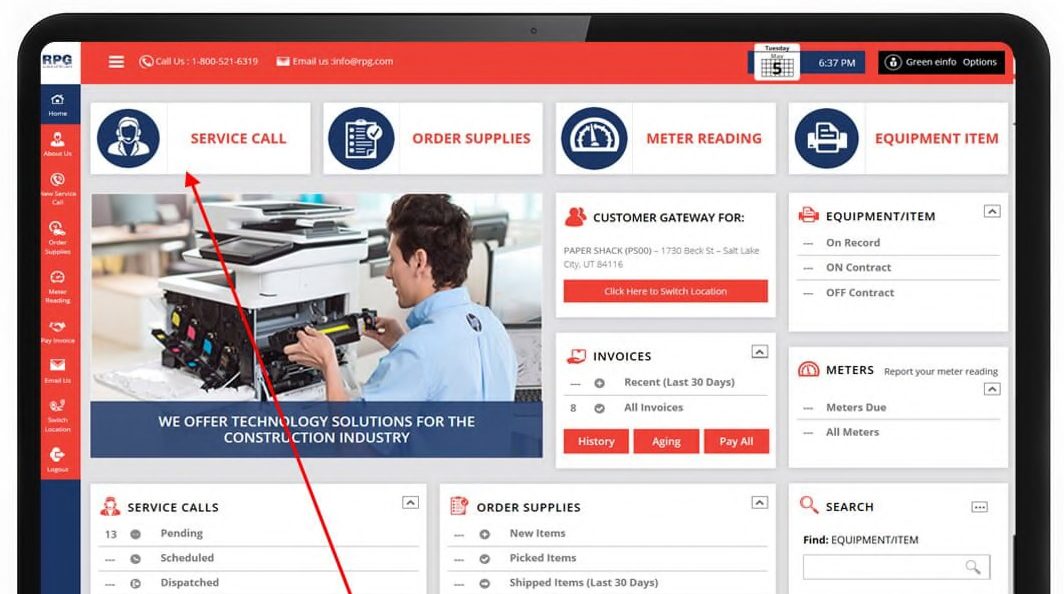 RPG
Call Us : 1-800-521-6319
Email us :info@rpg.com
Tuesday
May
5
6:37 PM
Green einfo Options
Home
About Us
New Service
Call
Order
Supplies
Meter
Reading
Pay Invoice
Email Us
Switch
Location
Logout
SERVICE CALL
ORDER SUPPLIES
METER READING
EQUIPMENT ITEM
WE OFFER TECHNOLOGY SOLUTIONS FOR THE
CONSTRUCTION INDUSTRY
CUSTOMER GATEWAY FOR:
PAPER SHACK (PS00) – 1730 Beck St – Salt Lake
City, UT 84116
Click Here to Switch Location
EQUIPMENT/ITEM
--- On Record
--- ON Contract
--- OFF Contract
INVOICES
--- Recent (Last 30 Days)
8 All Invoices
History Aging Pay All
METERS Report your meter reading
--- Meters Due
--- All Meters
SERVICE CALLS
13 Pending
--- Scheduled
--- Dispatched
ORDER SUPPLIES
--- New Items
--- Picked Items
--- Shipped Items (Last 30 Days)
SEARCH
Find: EQUIPMENT/ITEM